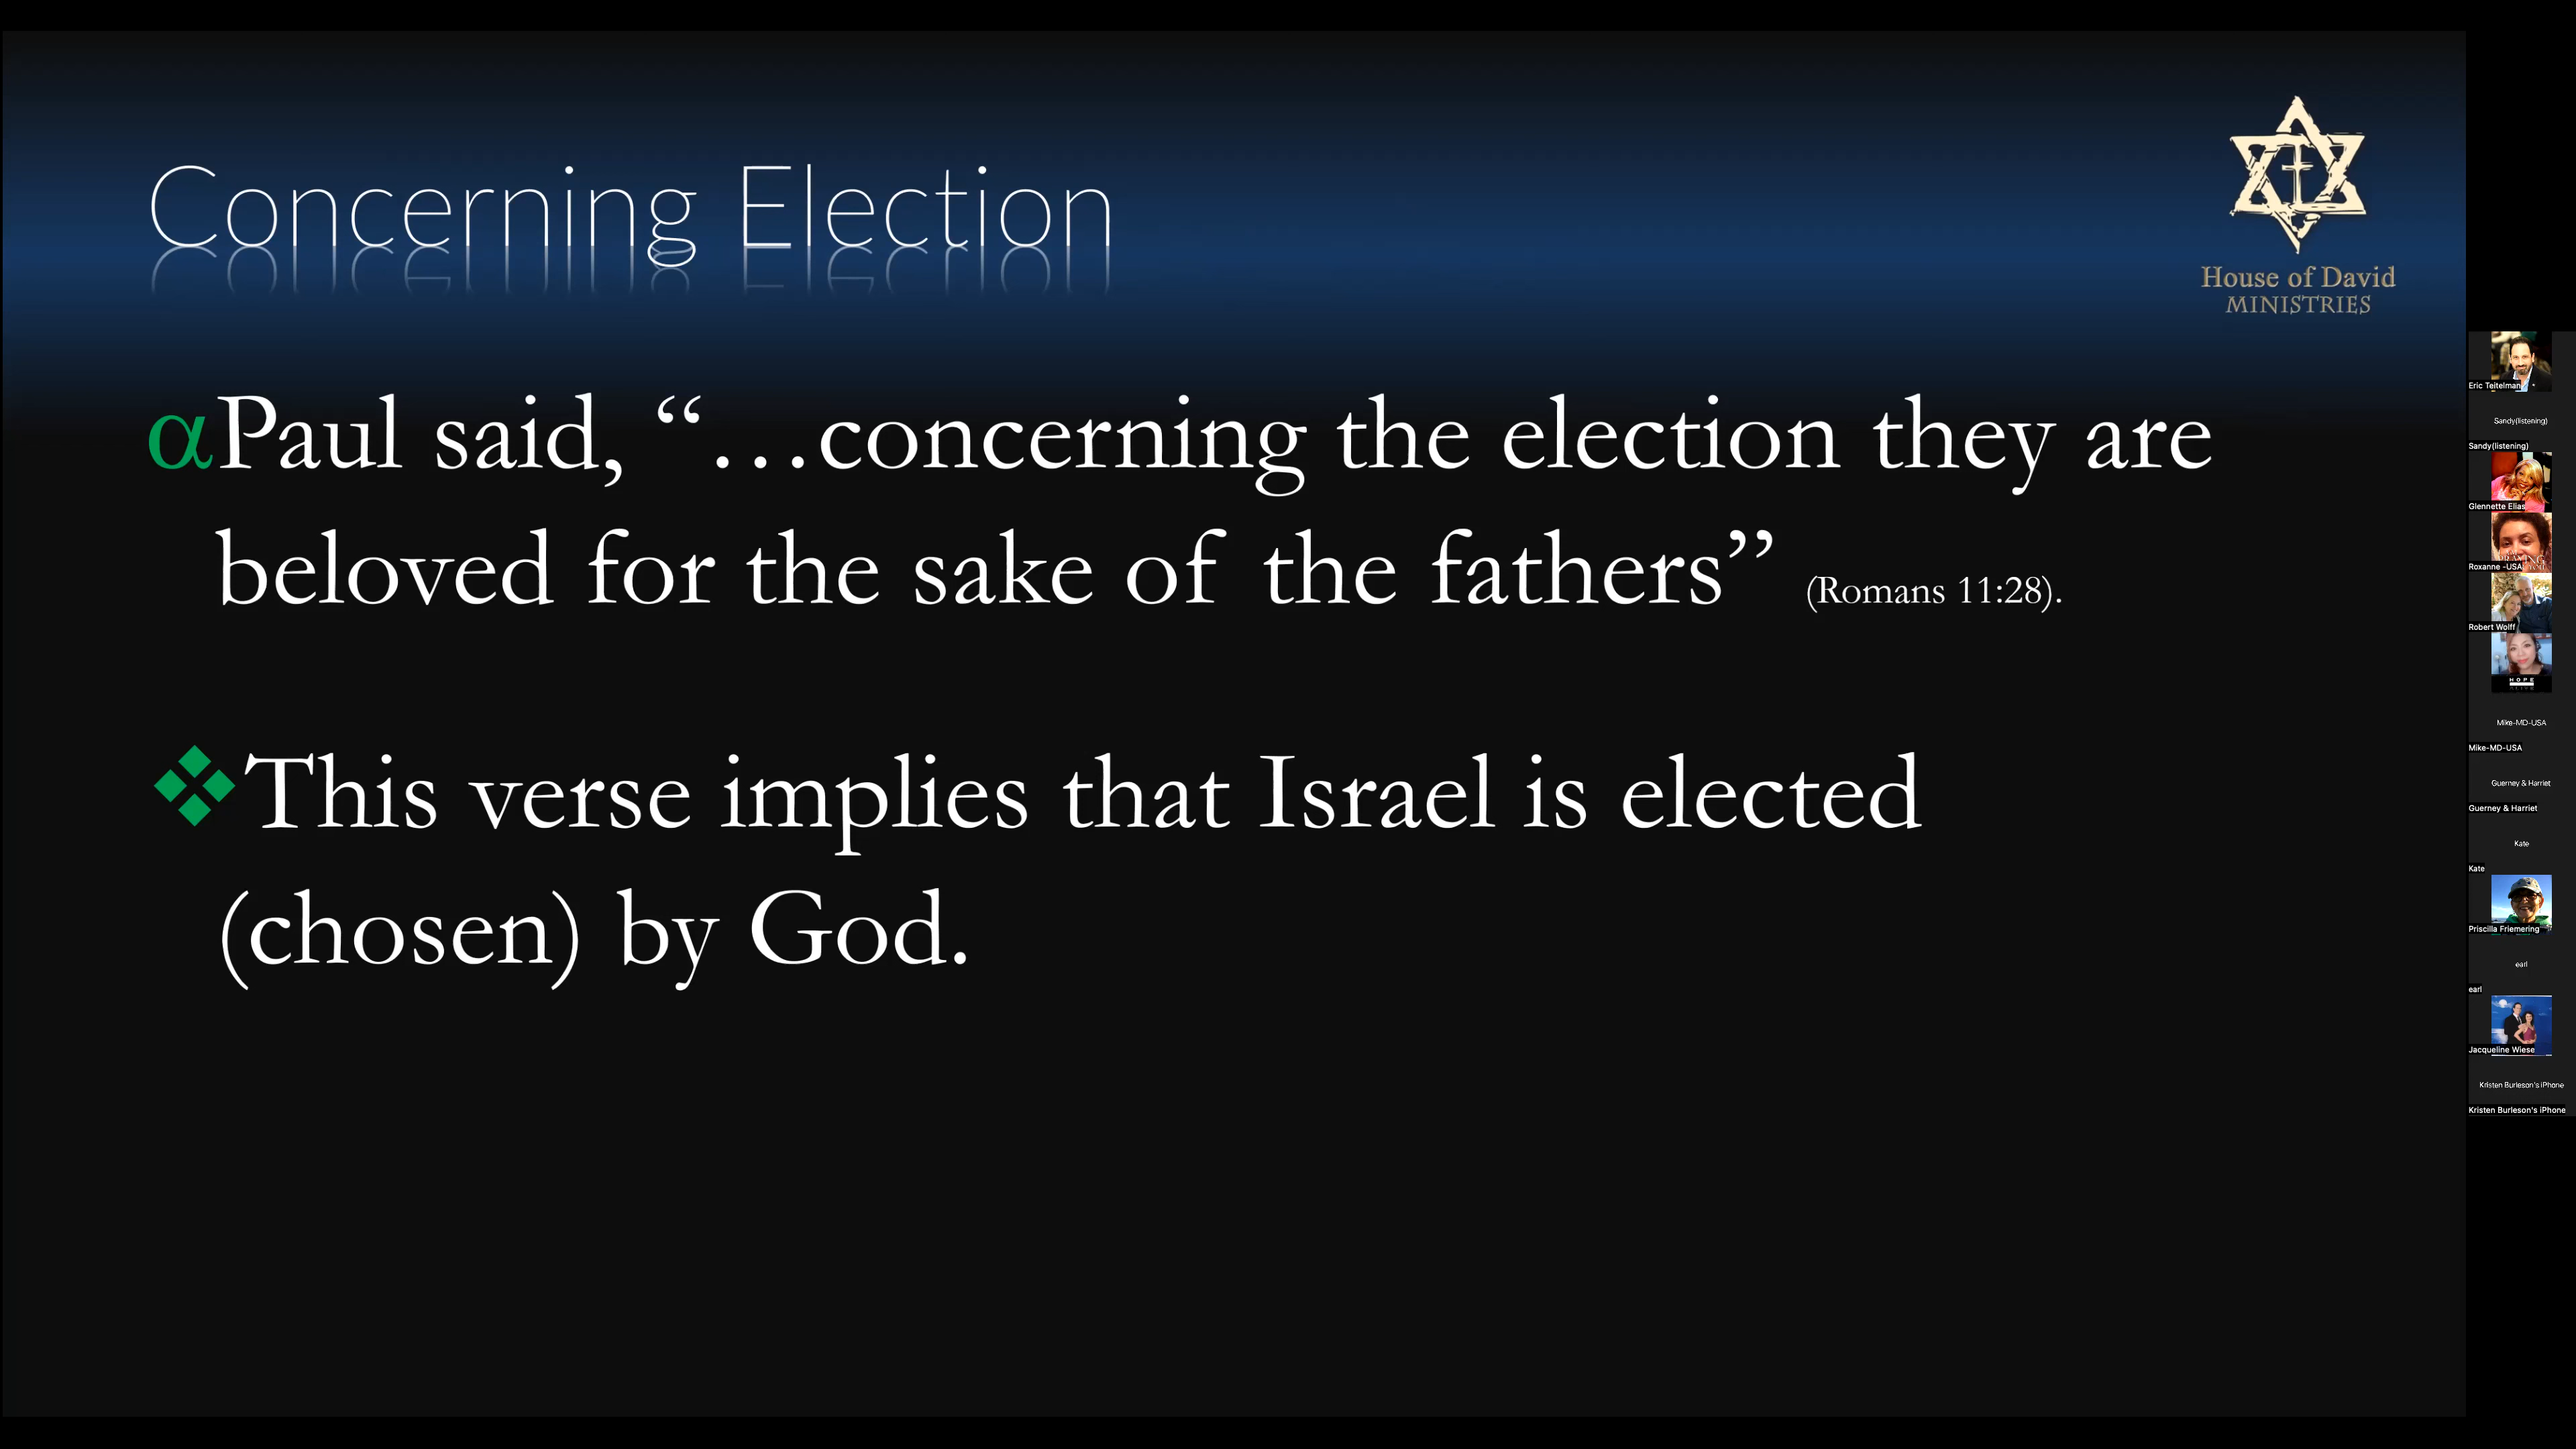 Concerning Election
House of David
MINISTRIES
αPaul said, “…concerning the election they are
beloved for the sake of the fathers” (Romans 11:28).
❖This verse implies that Israel is elected
(chosen) by God.
Eric Teitelman
Sandy(listening)
Sandy(listening)
Glennette Elias
Roxanne -USA
Robert Wolff
HOPE
Mike-MD-USA
Mike-MD-USA
Guerney & Harriet
Guerney & Harriet
Kate
Kate
Priscilla Friemering
earl
earl
Jacqueline Wiese
Kristen Burleson's iPhone
Kristen Burleson's iPhone